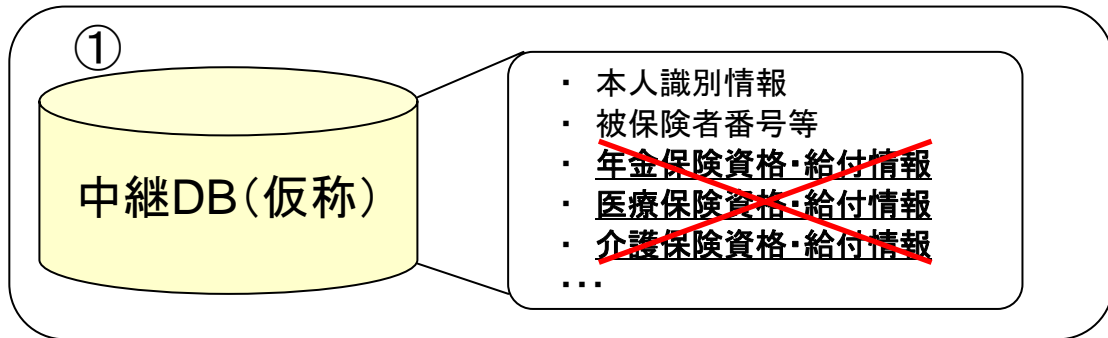 ①
中継DB(仮称)
・ 本人識別情報
・ 被保険者番号等
・ 年金保険資格・給付情報
・ 医療保険資格・給付情報
・ 介護保険資格・給付情報
・・・